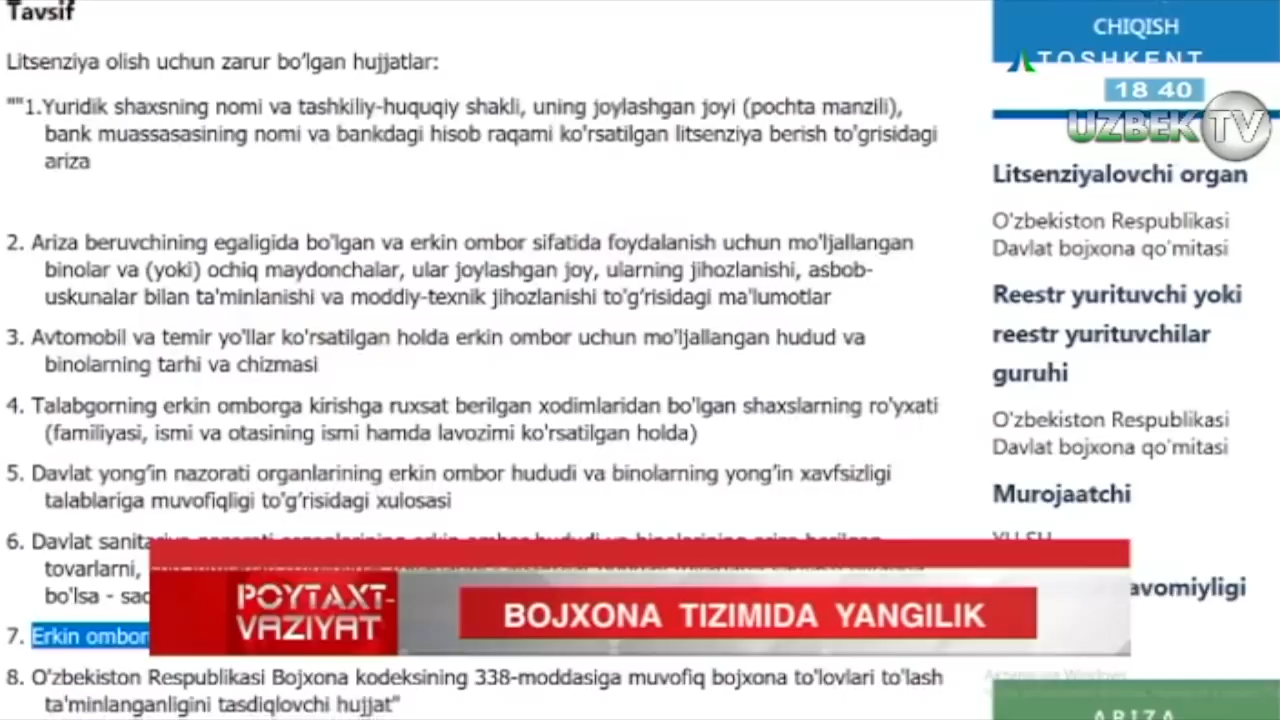 Tavsif
Litsenziya olish uchun zarur bo'lgan hujjatlar:
""1.Yuridik shaxsning nomi va tashkiliy-huquqiy shakli, uning joylashgan joyi (pochta manzili),
bank muassasasining nomi va bankdagi hisob raqami ko'rsatilgan litsenziya berish to'grisidagi
ariza
2. Ariza beruvchining egaligida bo'lgan va erkin ombor sifatida foydalanish uchun mo'ljallangan
binolar va (yoki) ochiq maydonchalar, ular joylashgan joy, ularning jihozlanishi, asbob-
uskunalar bilan ta'minlanishi va moddiy-texnik jihozlanishi to'g'risidagi ma'lumotlar
3. Avtomobil va temir yo'llar ko'rsatilgan holda erkin ombor uchun mo'ljallangan hudud va
binolarning tarhi va chizmasi
4. Talabgorning erkin omborga kirishga ruxsat berilgan xodimlaridan bo'lgan shaxslarning ro'yxati
(familiyasi, ismi va otasining ismi hamda lavozimi ko'rsatilgan holda)
5. Davlat yong'in nazorati organlarining erkin ombor hududi va binolarning yong'in xavfsizligi
talablariga muvofiqligi to'g'risidagi xulosasi
6. Davlat
tovarlarni,
bo'lsa -
7. Erkin ombor
8. O'zbekiston Respublikasi Bojxona kodeksining 338-moddasiga muvofiq bojxona to'lovlari to'lash
ta'minlanganligini tasdiqlovchi hujjat"
CHIQISH
TOSHKENT
18 40
UZBEK TV
Litsenziyalovchi organ
O'zbekiston Respublikasi
Davlat bojxona qo'mitasi
Reestr yurituvchi yoki
reestr yurituvchilar
guruhi
O'zbekiston Respublikasi
Davlat bojxona qo'mitasi
Murojaatchi
avomiyligi
ARIZA
POYTAXT-
VAZIYAT
BOJXONA TIZIMIDA YANGILIK